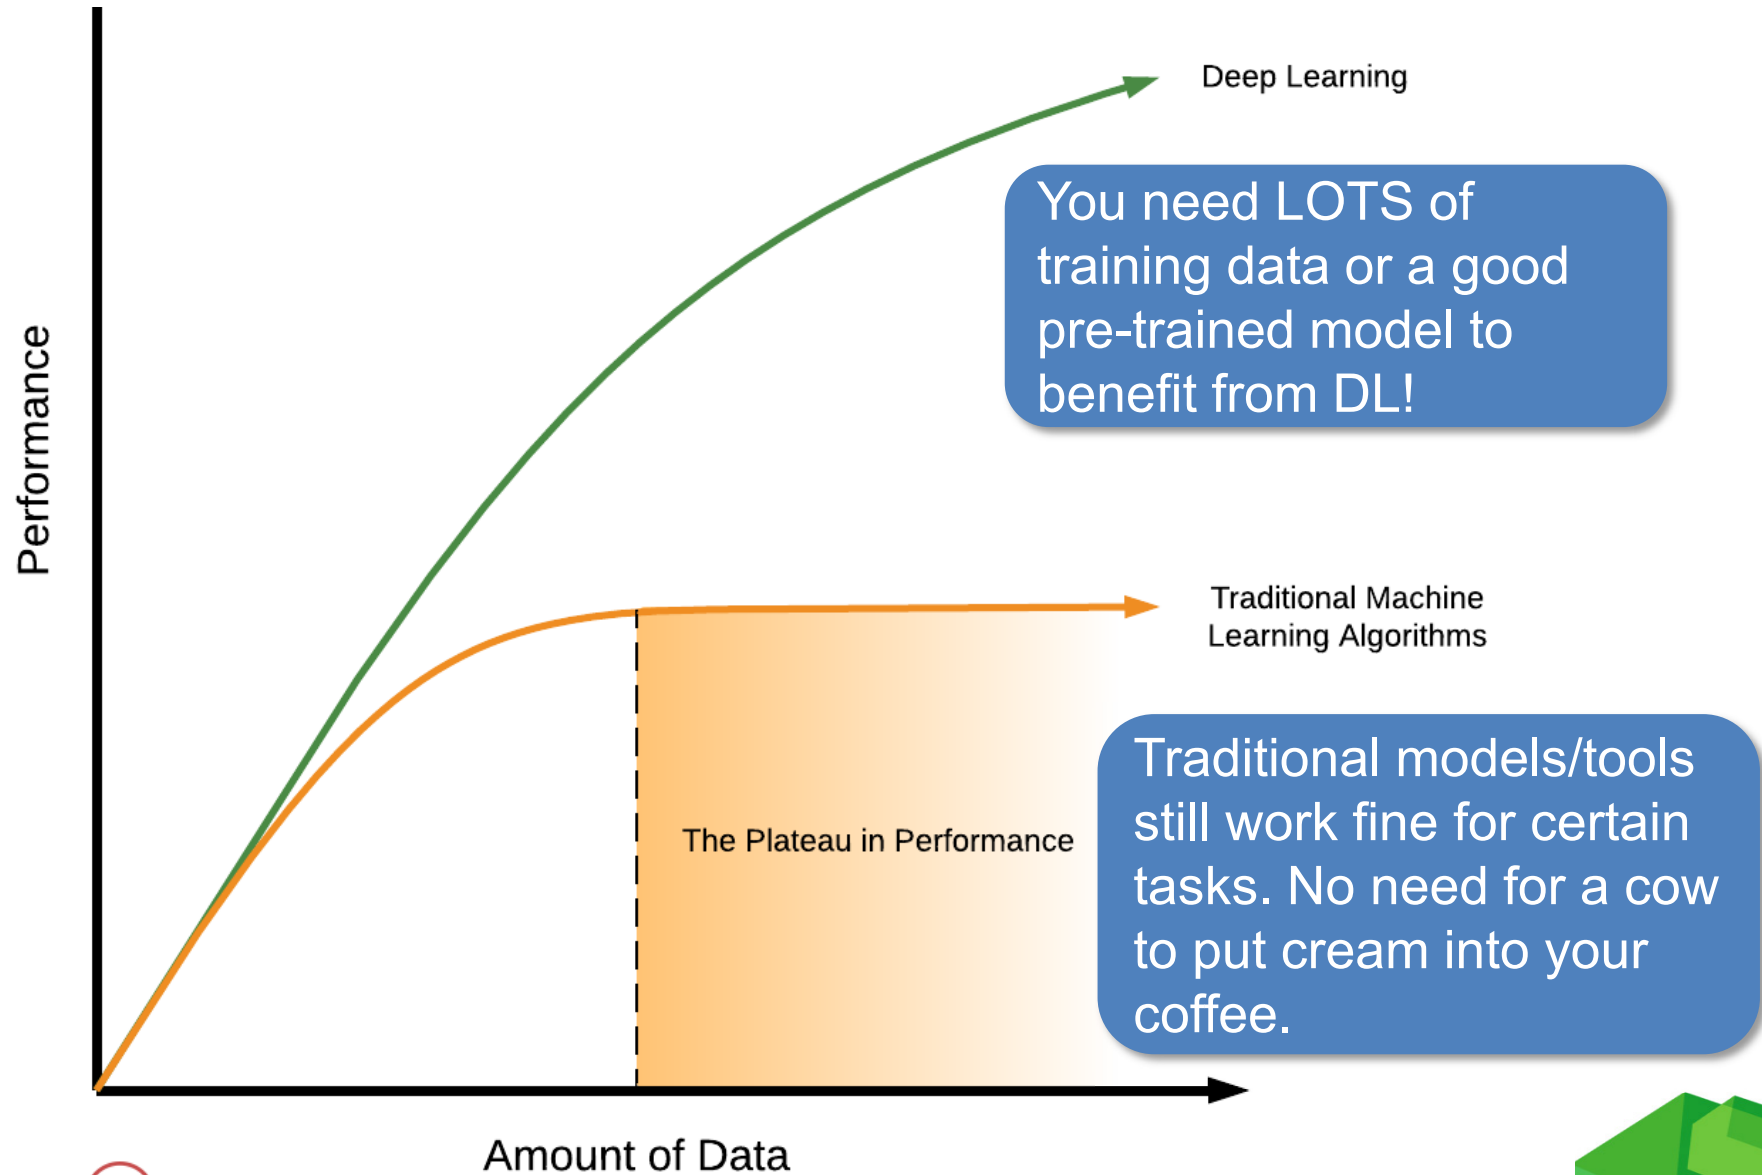 Deep Learning
You need LOTS of
training data or a good
pre-trained model to
benefit from DL!
Performance
Traditional Machine
Learning Algorithms
Traditional models/tools
still work fine for certain
tasks. No need for a cow
to put cream into your
coffee.
The Plateau in Performance
Amount of Data